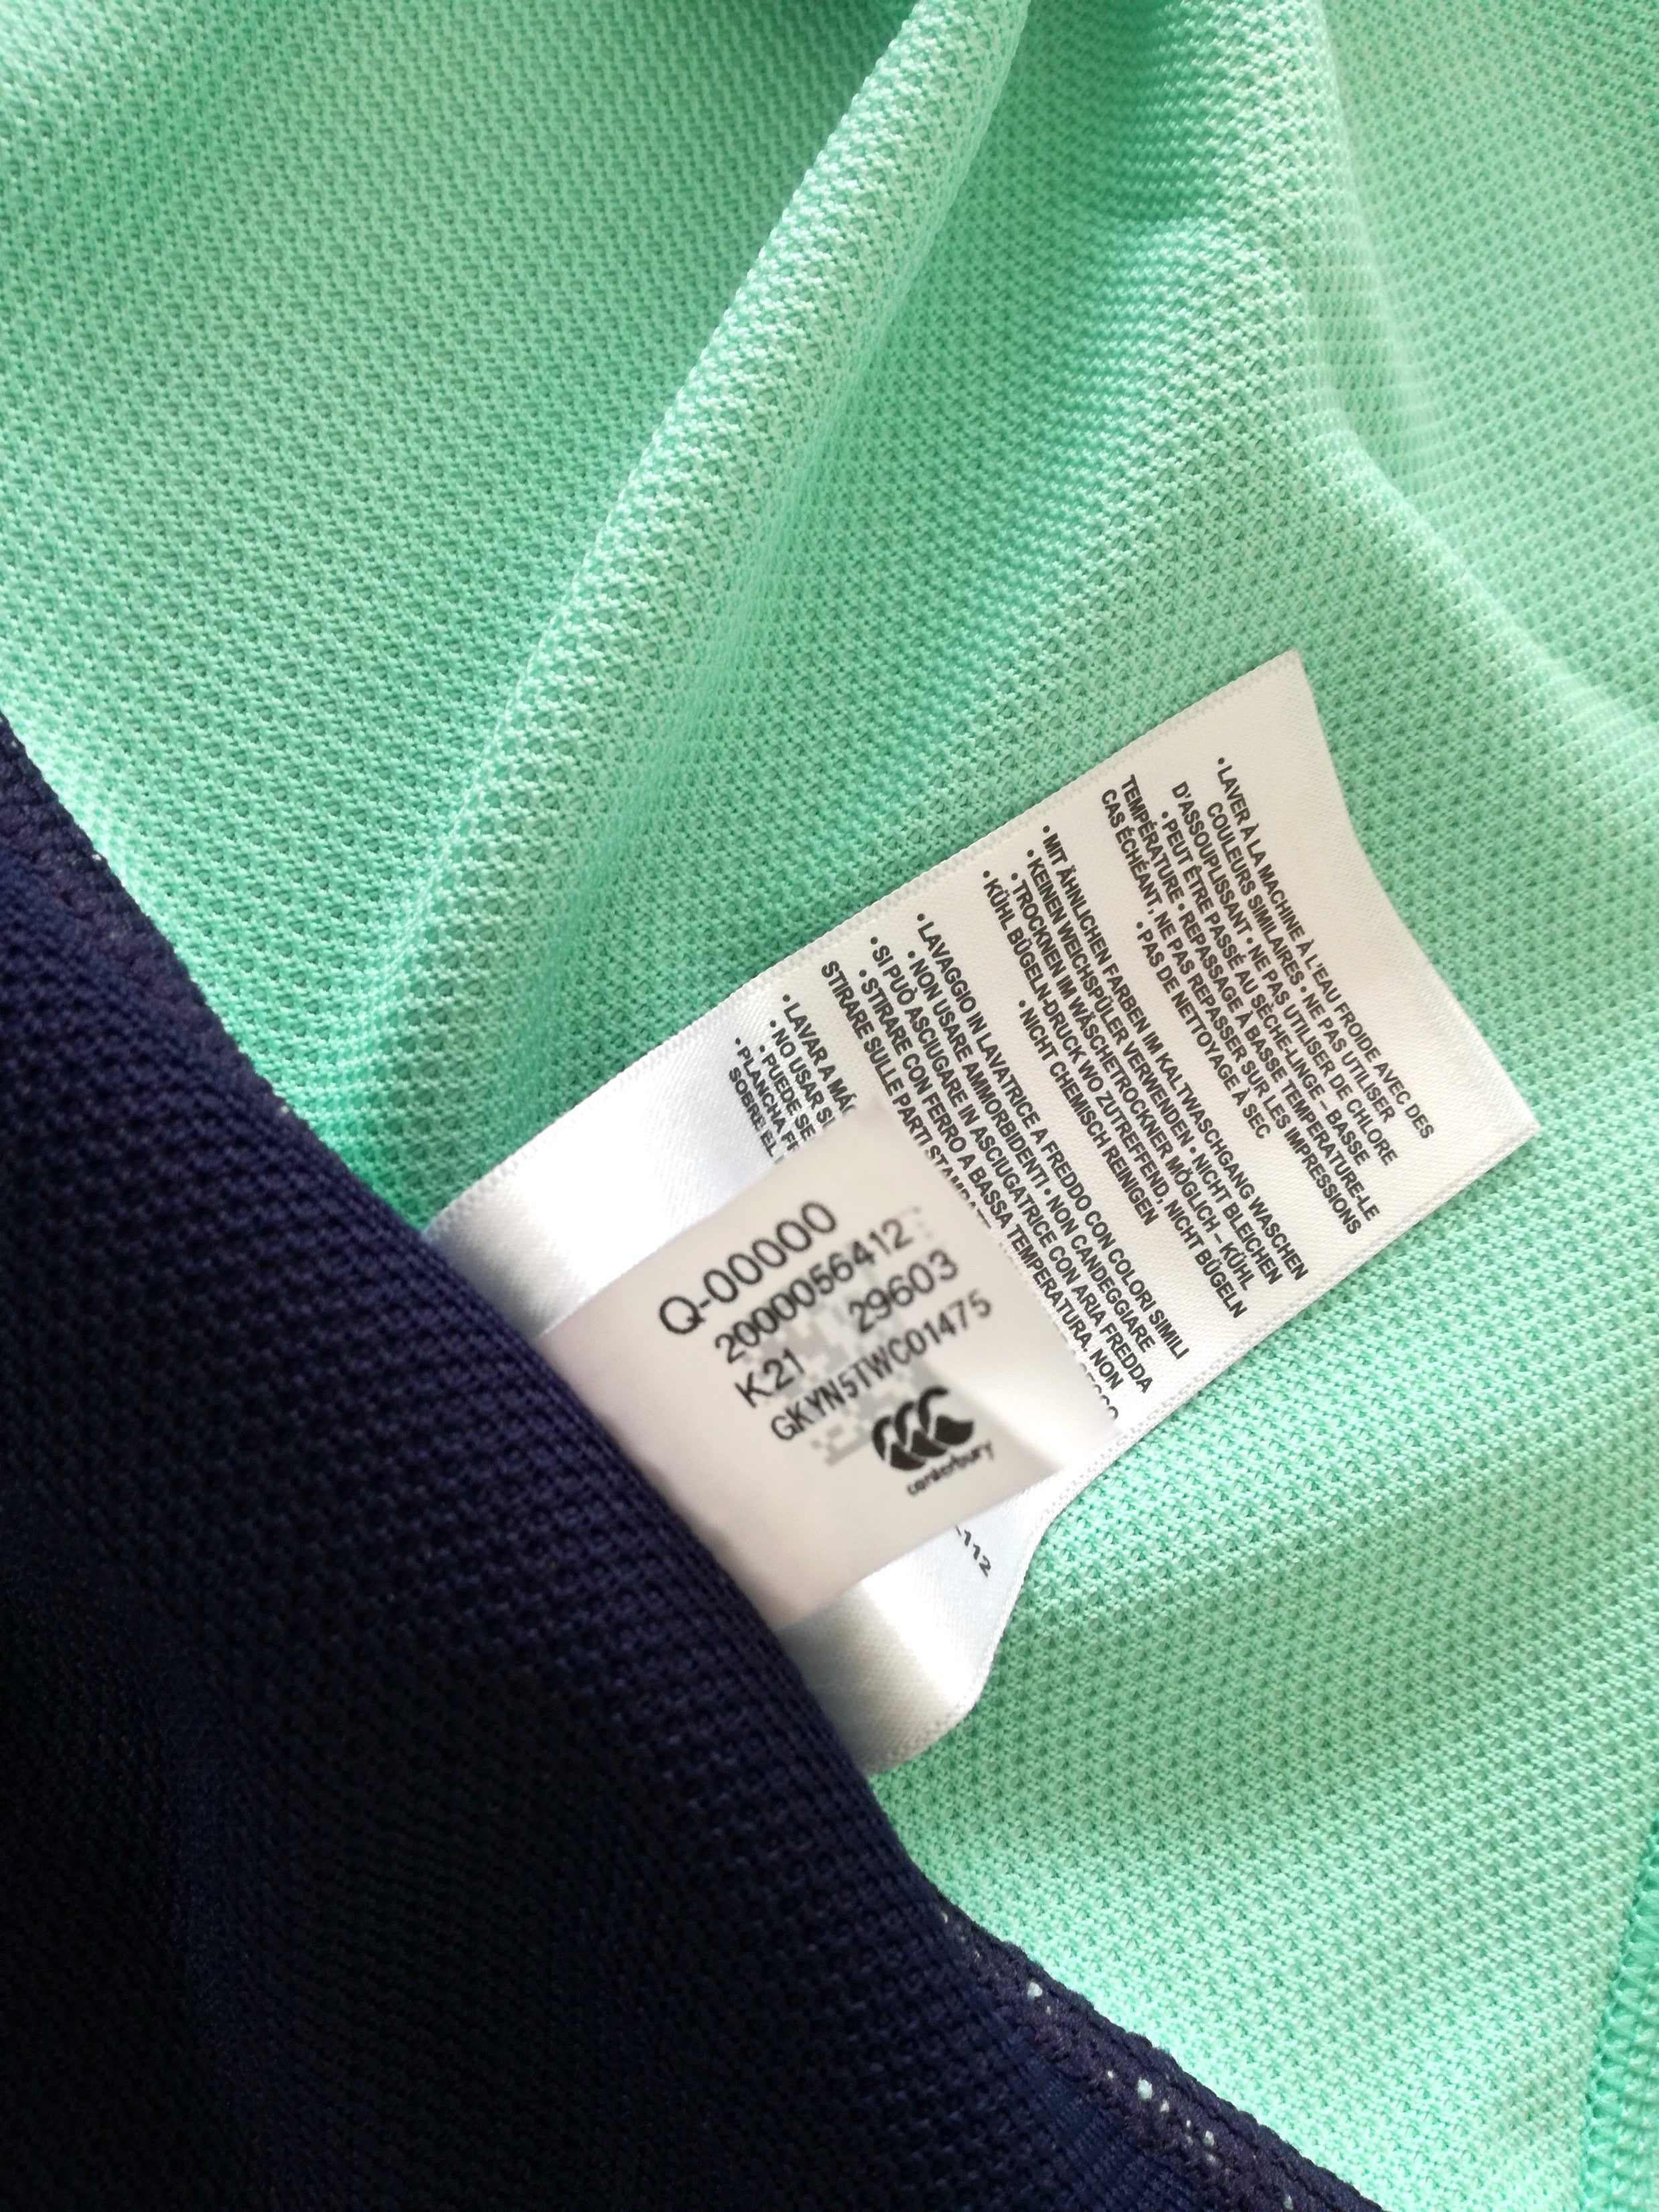 • LAVER À LA MACHINE À L'EAU FROIDE AVEC DES
COULEURS SIMILAIRES • NE PAS UTILISER
D'ASSOUPLISSANT • NE PAS UTILISER DE CHLORE
• PEUT ÊTRE PASSÉ AU SÈCHE-LINGE – BASSE
TEMPÉRATURE • REPASSAGE À BASSE TEMPERATURE-LE
CAS ÉCHÉANT, NE PAS REPASSER SUR LES IMPRESSIONS
• PAS DE NETTOYAGE À SEC
• MIT ÄHNLICHEN FARBEN IM KALTWASCHGANG WASCHEN
• KEINEN WEICHSPÜLER VERWENDEN • NICHT BLEICHEN
• TROCKNEN IM WÄSCHETROCKNER MÖGLICH – KÜHL
• KÜHL BÜGELN-DRUCK WO ZUTREFFEND, NICHT BÜGELN
• NICHT CHEMISCH REINIGEN
• LAVAGGIO IN LAVATRICE A FREDDO CON COLORI SIMILI
• NON USARE AMMORBIDENTI • NON CANDEGGIARE
• SI PUÒ ASCIUGARE IN ASCIUGATRICE CON ARIA FREDDA
• STIRARE CON FERRO A BASSA TEMPERATURA, NON
STIRARE SULLE PARTI
• LAVAR A
• NO USAR
• PUEDE
• PLANCHA
SOBRE EL
Q-00000
2000056412
K21 29603
GKYN5TWC01475
canterbury
112